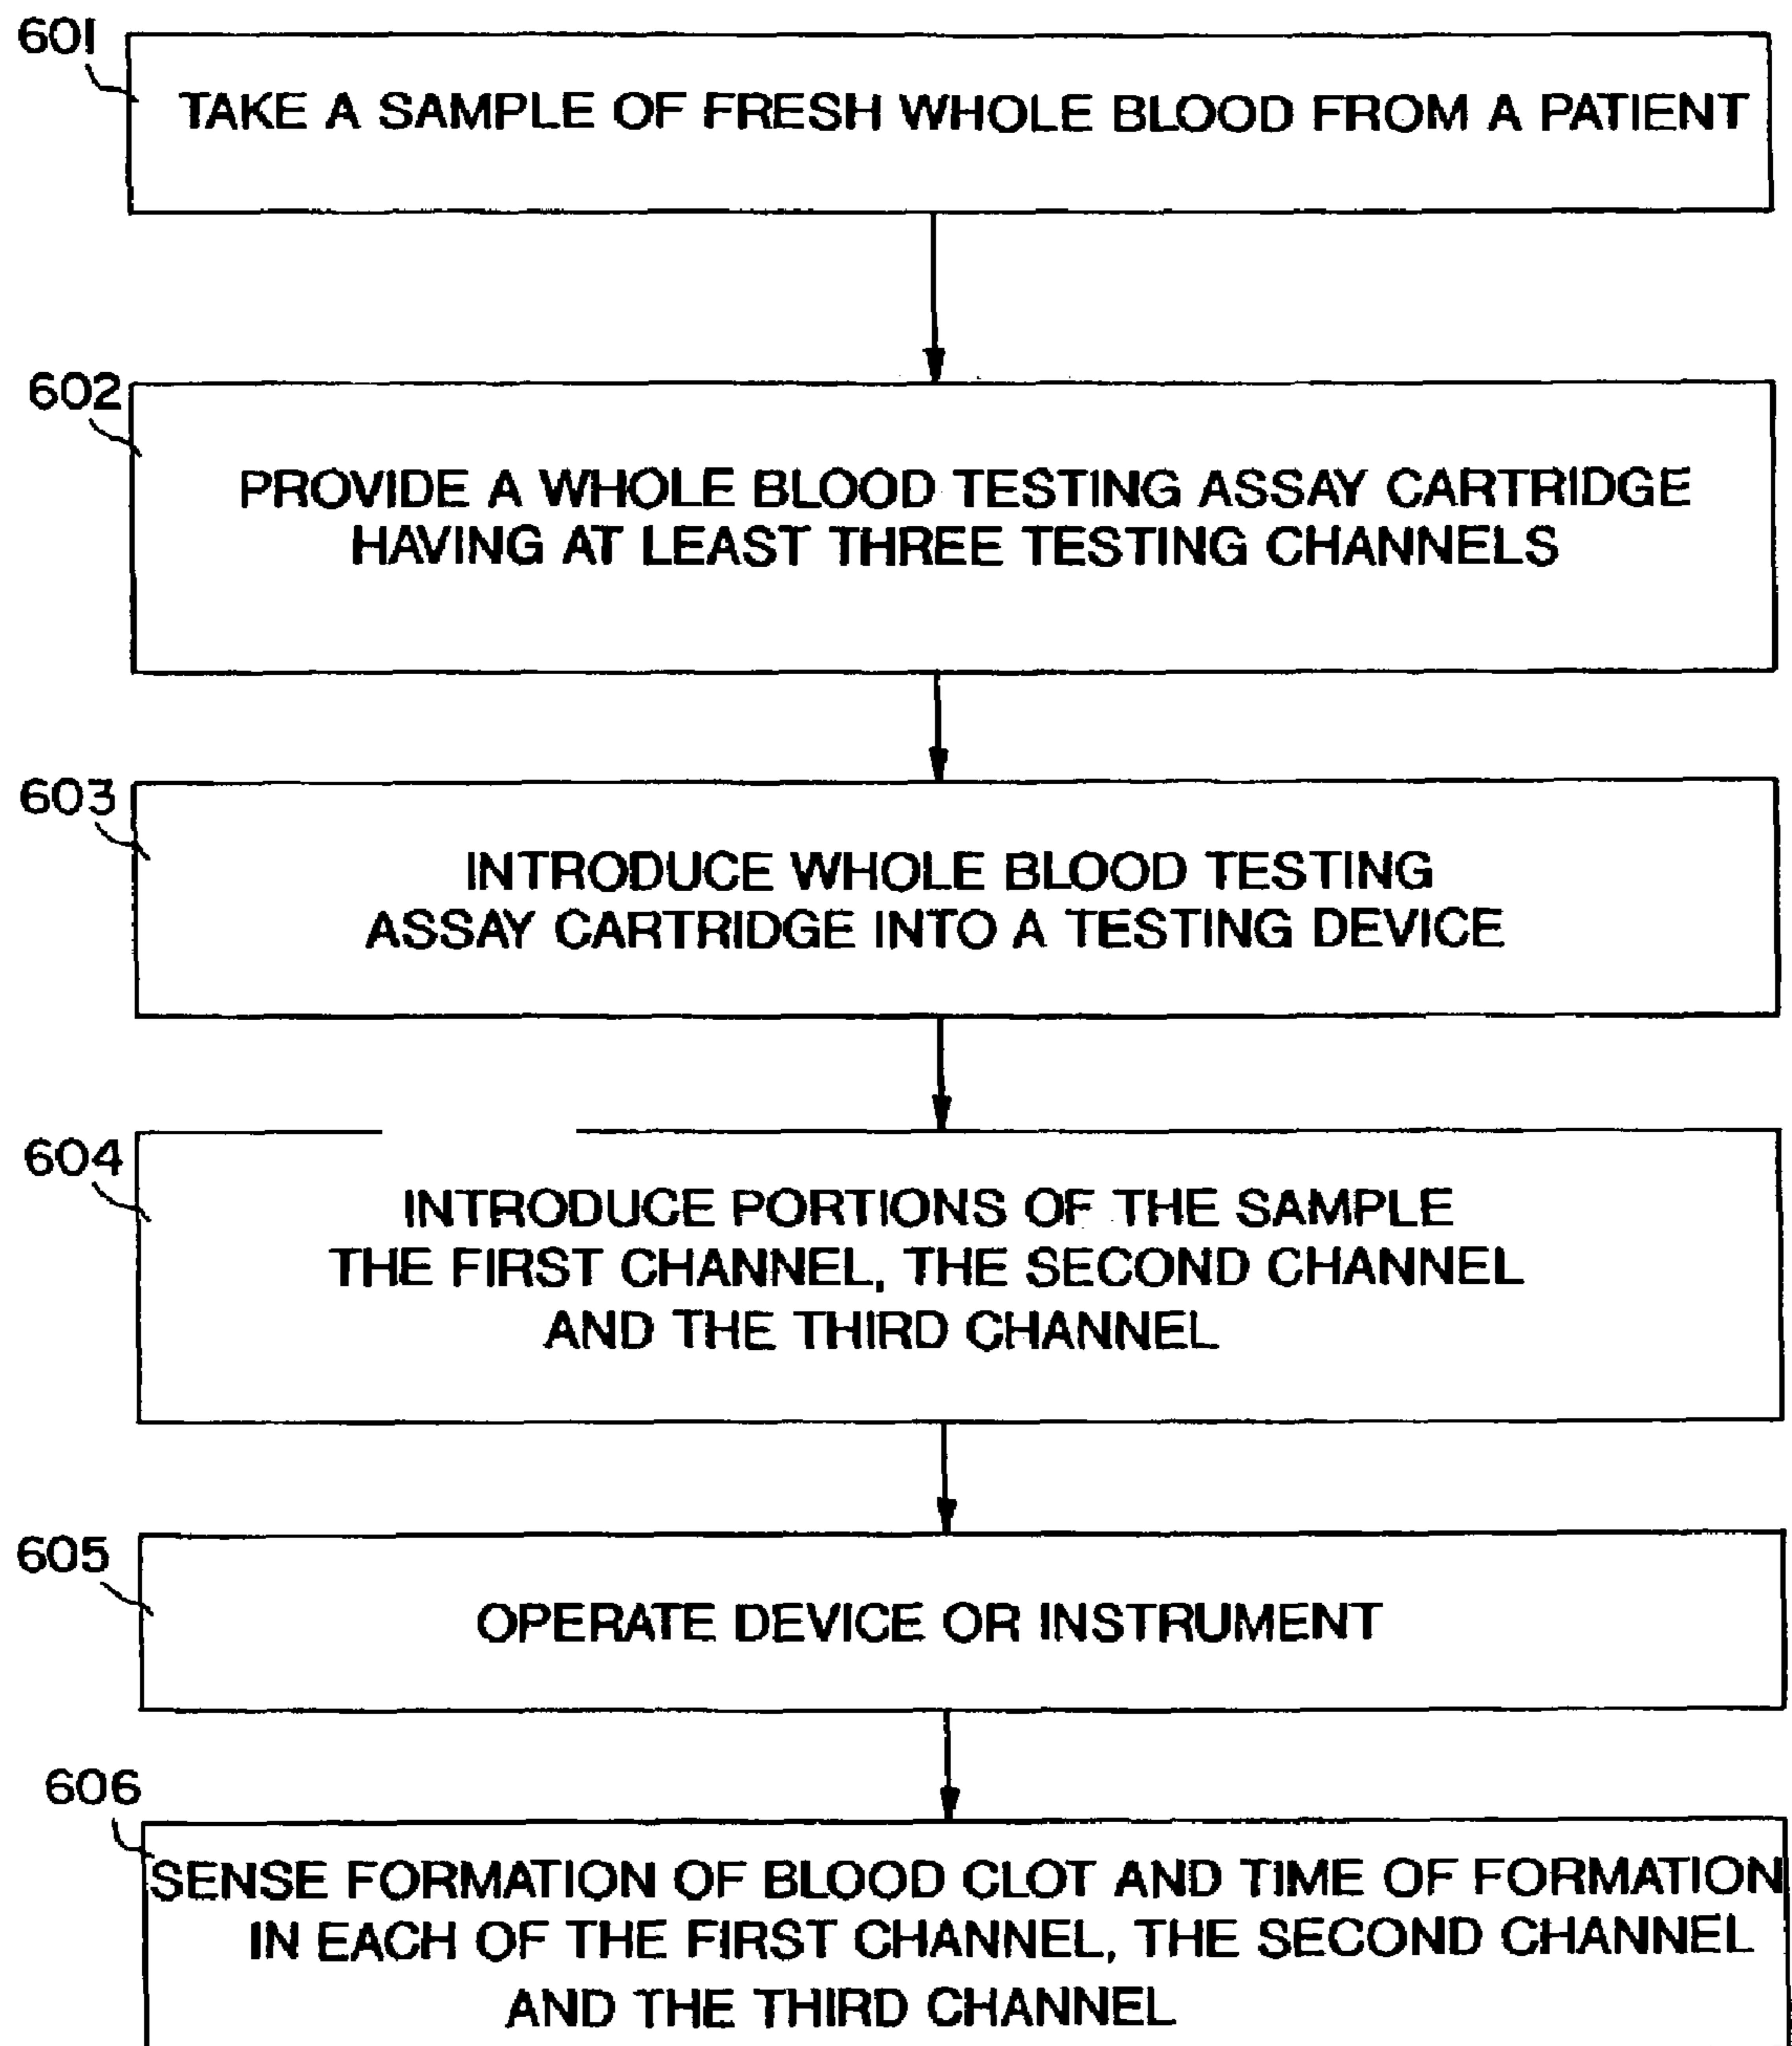 601
TAKE A SAMPLE OF FRESH WHOLE BLOOD FROM A PATIENT
602
PROVIDE A WHOLE BLOOD TESTING ASSAY CARTRIDGE
HAVING AT LEAST THREE TESTING CHANNELS
603
INTRODUCE WHOLE BLOOD TESTING
ASSAY CARTRIDGE INTO A TESTING DEVICE
604
INTRODUCE PORTIONS OF THE SAMPLE
THE FIRST CHANNEL, THE SECOND CHANNEL
AND THE THIRD CHANNEL
605
OPERATE DEVICE OR INSTRUMENT
606
SENSE FORMATION OF BLOOD CLOT AND TIME OF FORMATION
IN EACH OF THE FIRST CHANNEL, THE SECOND CHANNEL
AND THE THIRD CHANNEL